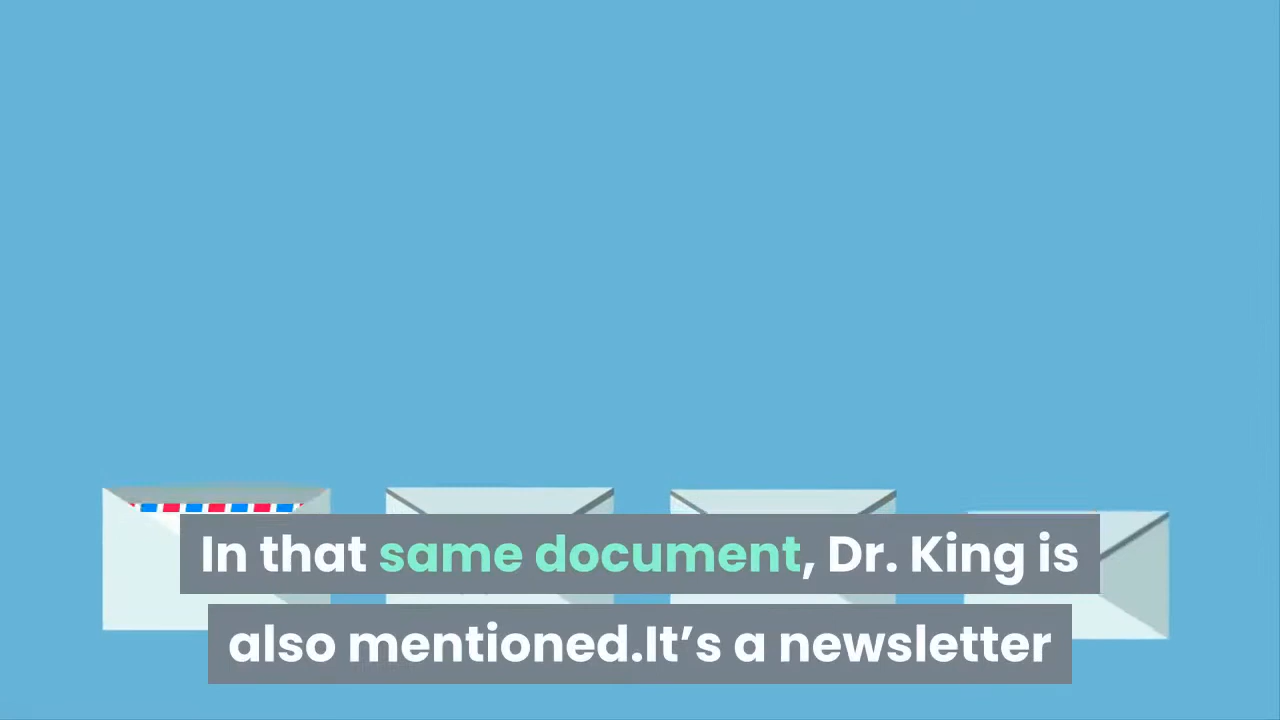 In that same document, Dr. King is
also mentioned.It’s a newsletter